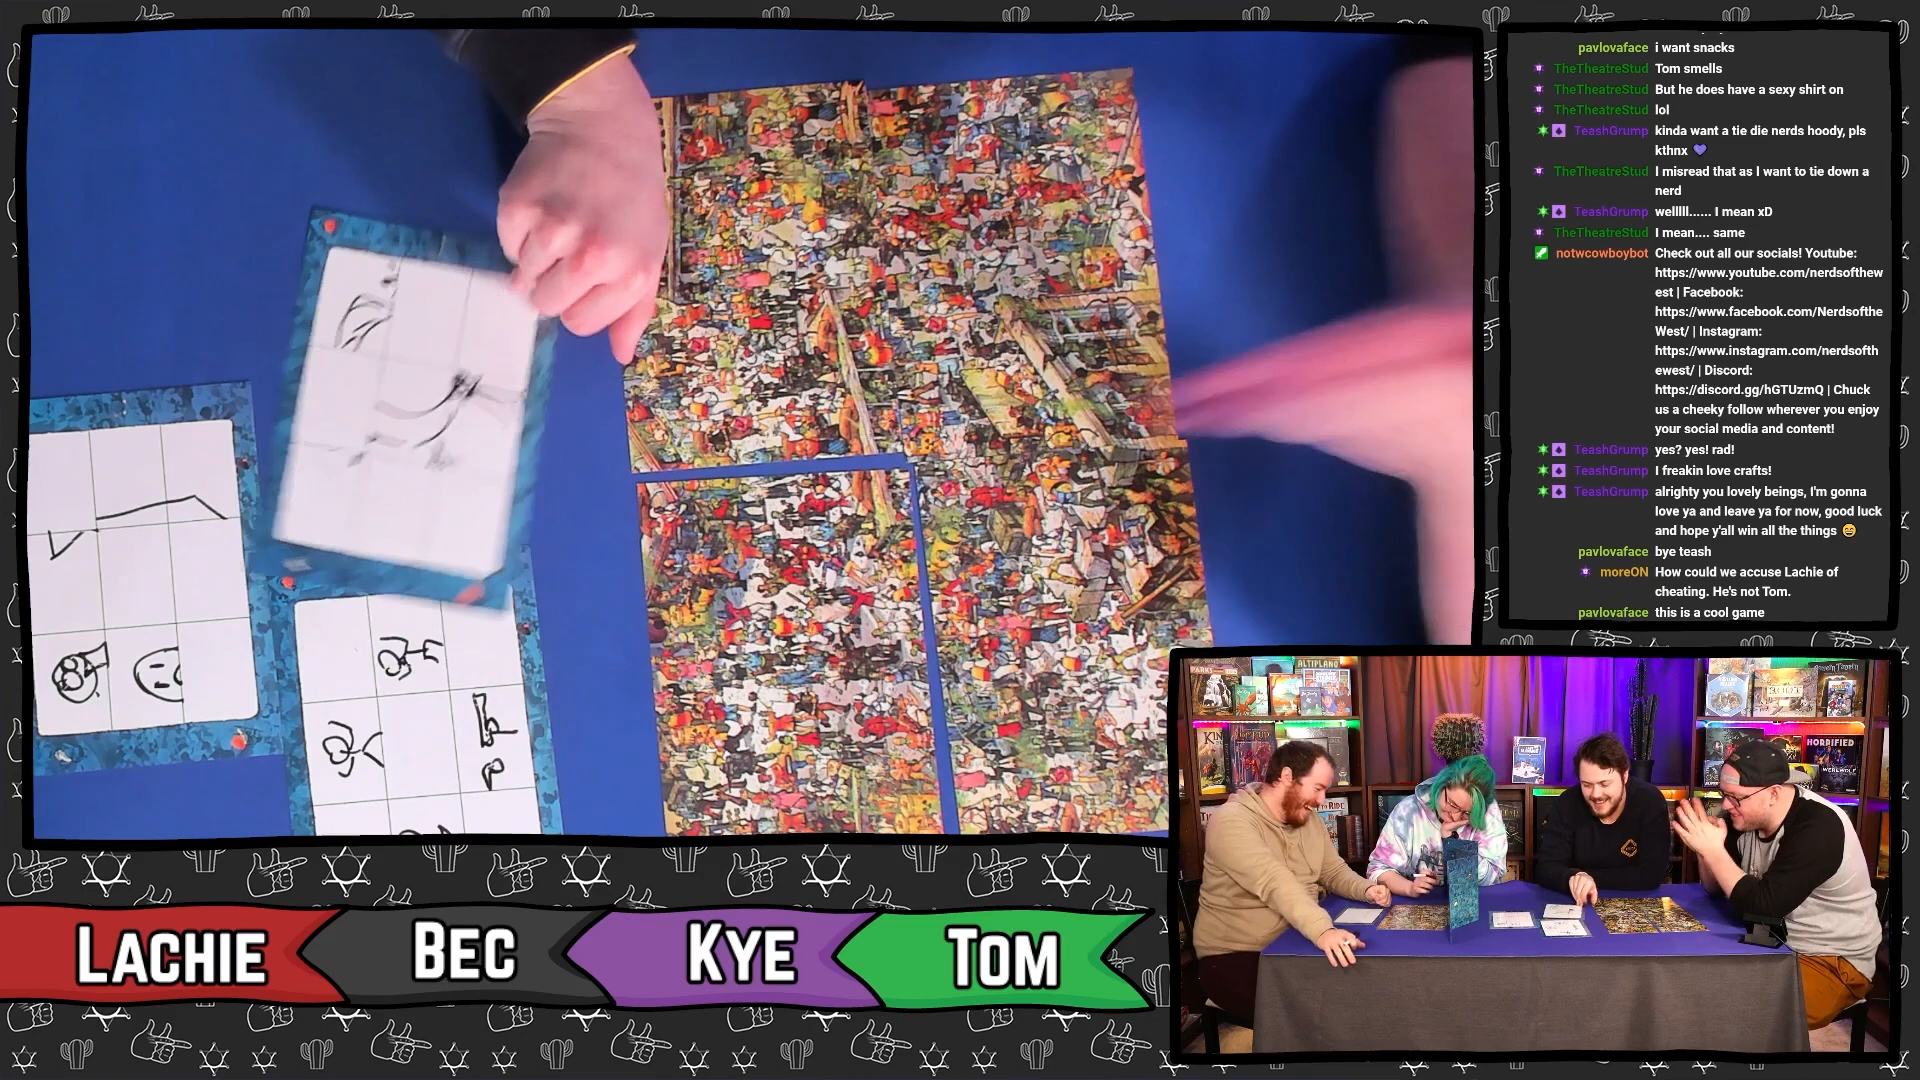 pavlovaface i want snacks
TheTheatreStud Tom smells
TheTheatreStud But he does have a sexy shirt on
TheTheatreStud lol
TeashGrump kinda want a tie die nerds hoody, pls
kthnx 💜
TheTheatreStud I misread that as I want to tie down a
nerd
TeashGrump welllll...... I mean xD
TheTheatreStud I mean.... same
notwcowboybot Check out all our socials! Youtube:
https://www.youtube.com/nerdsofthew
est | Facebook:
https://www.facebook.com/Nerdsofthe
West/ | Instagram:
https://www.instagram.com/nerdsofth
ewest/ | Discord:
https://discord.gg/hGTUzmQ | Chuck
us a cheeky follow wherever you enjoy
your social media and content!
TeashGrump yes? yes! rad!
TeashGrump I freakin love crafts!
TeashGrump alrighty you lovely beings, I'm gonna
love ya and leave ya for now, good luck
and hope y'all win all the things 😄
pavlovaface bye teash
moreON How could we accuse Lachie of
cheating. He's not Tom.
pavlovaface this is a cool game
PARKS
ALTIPLANO
ROOT
HORRIFIED
WEREWOLF
TO RIDE
LACHIE
BEC
KYE
TOM